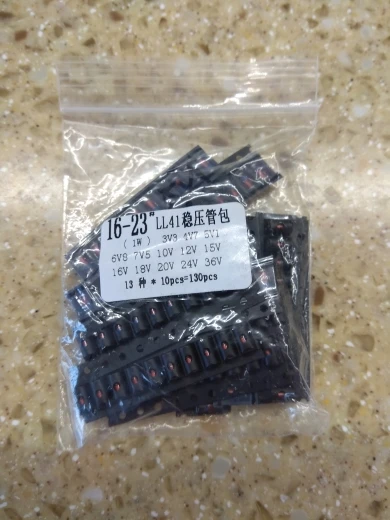 16-23" LL41稳压管包
( 1W ) 3V3 4V7 5V1
6V8 7V5 10V 12V 15V
16V 18V 20V 24V 36V
13 种 * 10pcs=130pcs